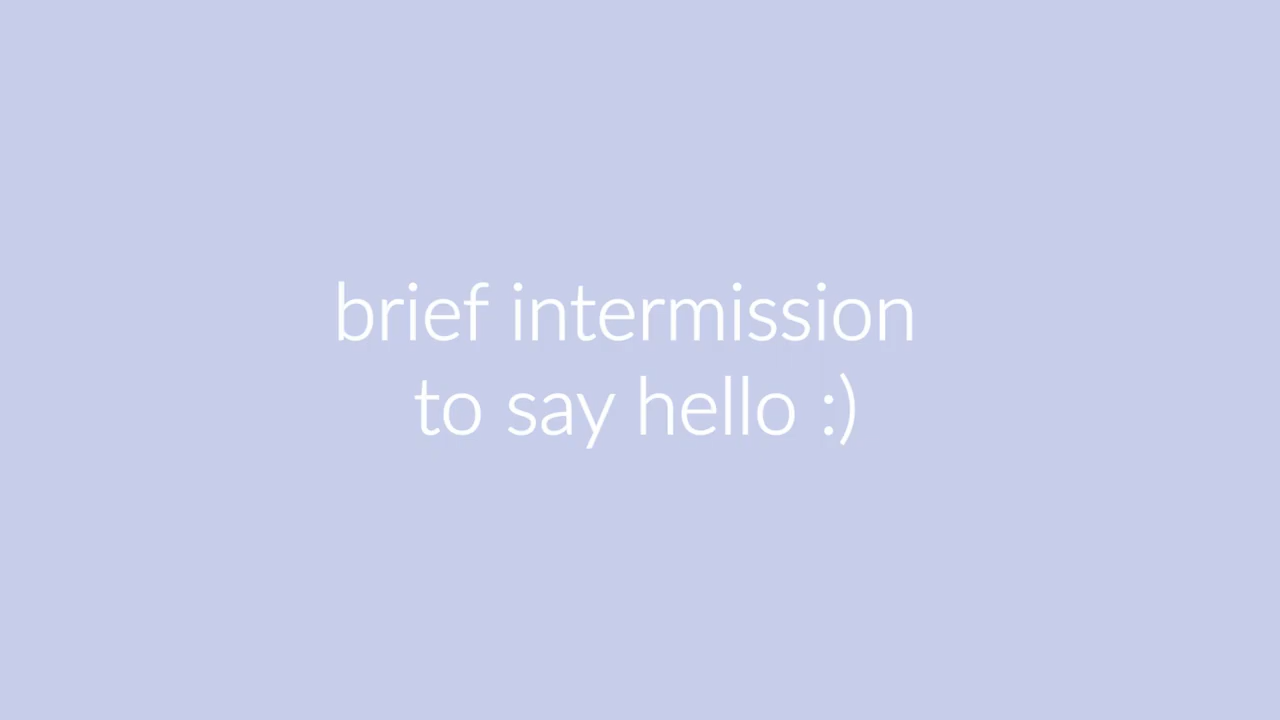 brief intermission
to say hello :)